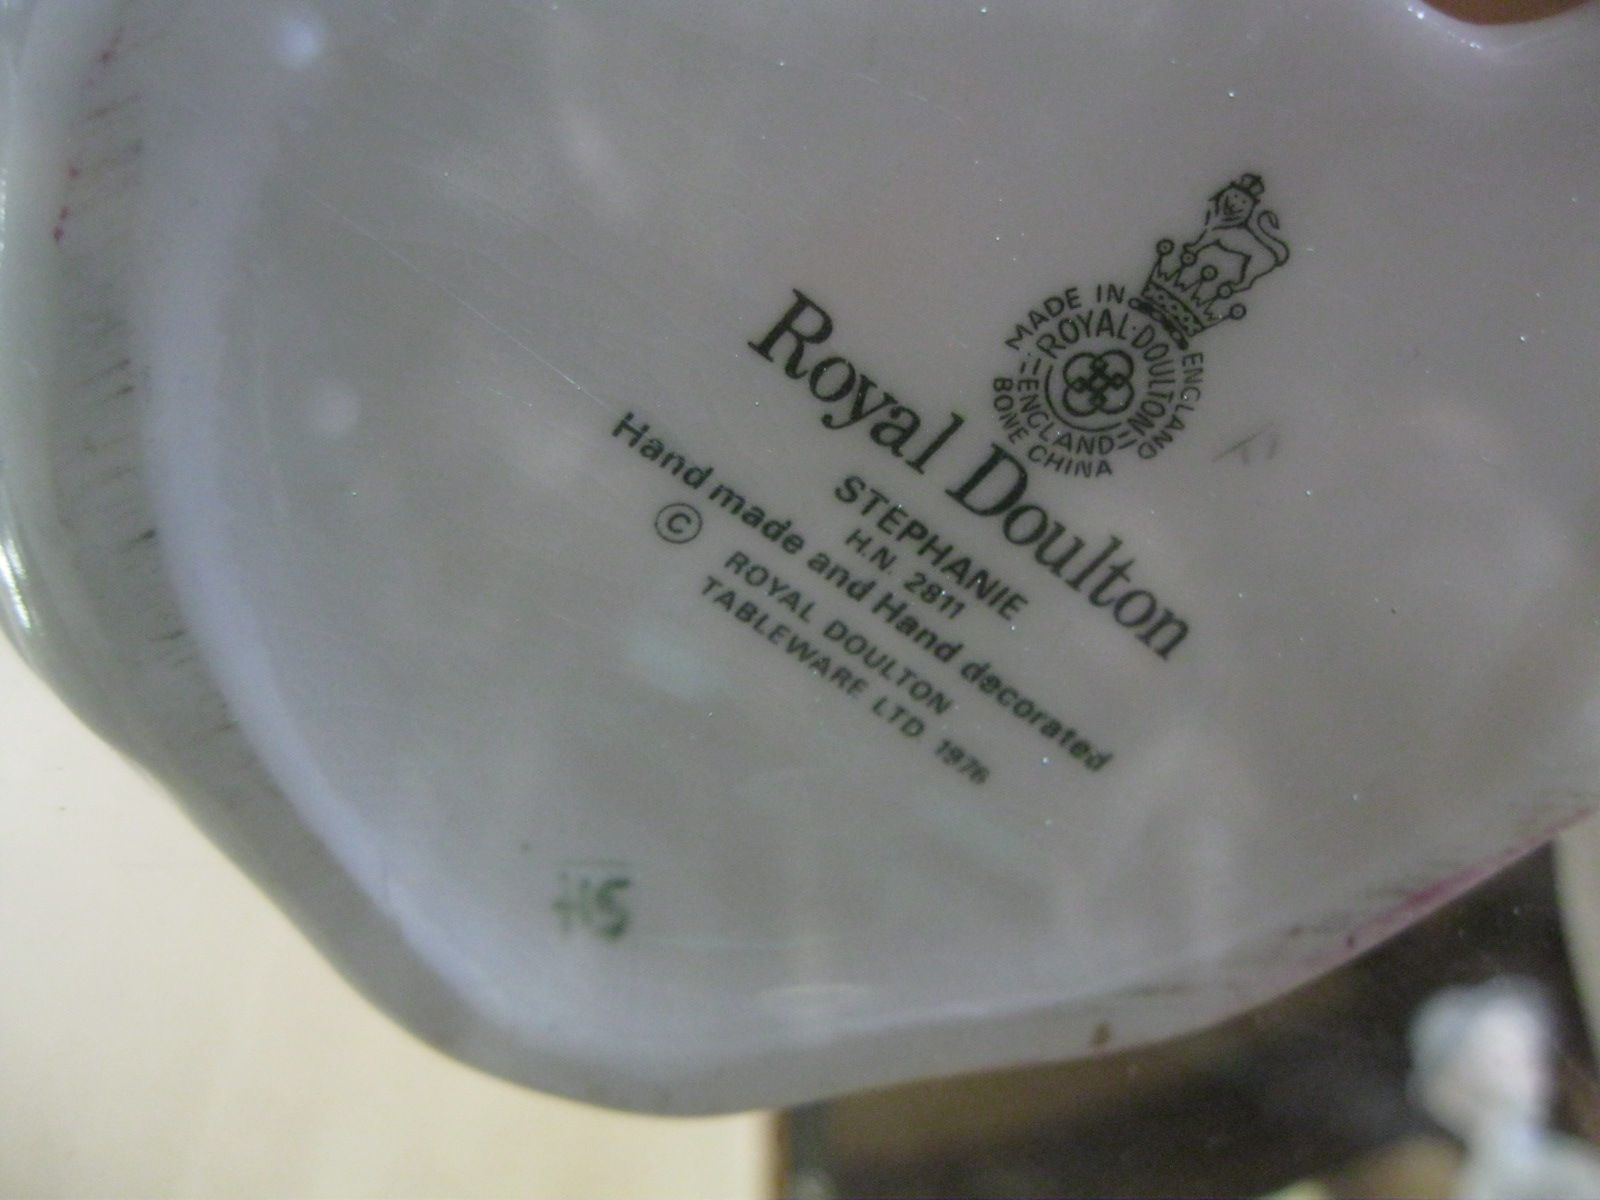 MADE IN ENGLAND
ROYAL·DOULTON
ENGLAND
BONE CHINA
Royal Doulton
STEPHANIE
H.N. 2811
Hand made and Hand decorated
© ROYAL DOULTON
TABLEWARE LTD 1976
HS